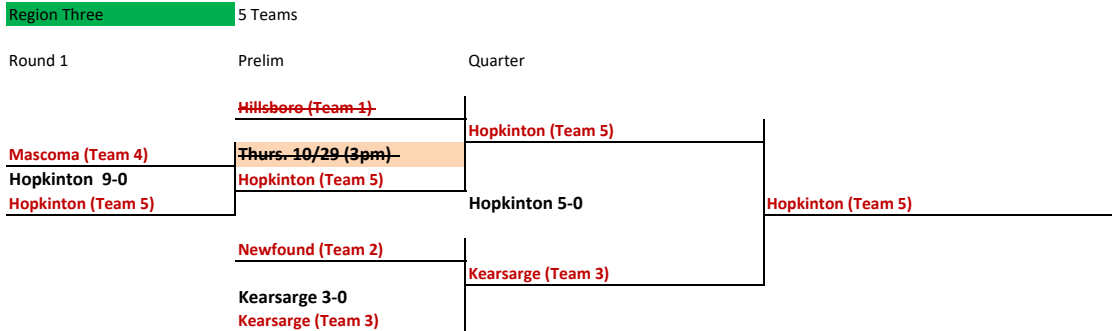 Region Three 5 Teams
Round 1 Prelim Quarter
Hillsboro (Team 1)
Hopkinton (Team 5)
Mascoma (Team 4) Thurs. 10/29 (3pm)
Hopkinton 9-0 Hopkinton (Team 5)
Hopkinton (Team 5) Hopkinton 5-0 Hopkinton (Team 5)
Newfound (Team 2)
Kearsarge (Team 3)
Kearsarge 3-0
Kearsarge (Team 3)